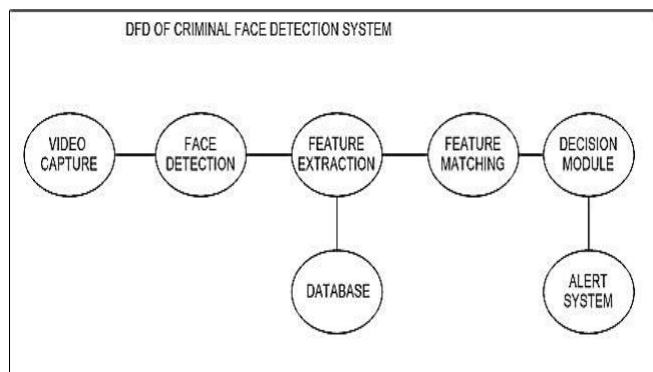 DFD OF CRIMINAL FACE DETECTION SYSTEM
VIDEO
CAPTURE
FACE
DETECTION
FEATURE
EXTRACTION
FEATURE
MATCHING
DECISION
MODULE
DATABASE
ALERT
SYSTEM